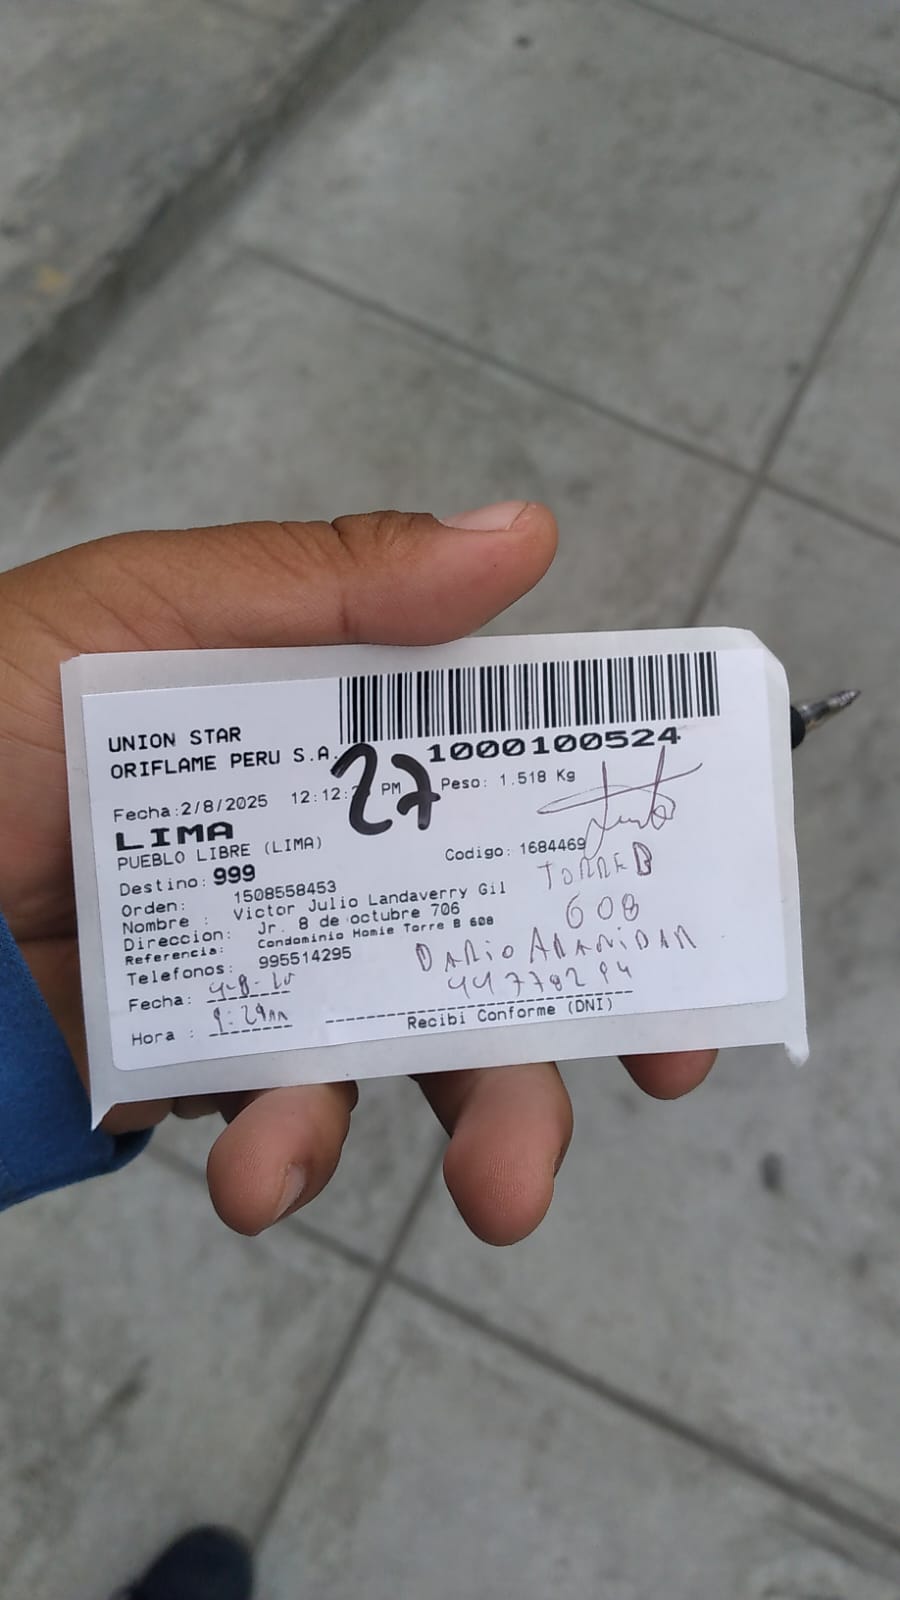 UNION STAR
ORIFLAME PERU S.A.
1000100524
27
Fecha:2/8/2025 12:12: PM Peso: 1.518 Kg
LIMA
PUEBLO LIBRE (LIMA)
Codigo: 1684469
Destino: 999
TORRE B
Orden: 1508558453
608
Nombre : Victor Julio Landaverry Gil
Direccion: Jr. 8 de octubre 706
Referencia: Condominio Homie Torre B 608
DARIO
Telefonos: 995514295
Fecha:
Hora :
Recibi Conforme (DNI)